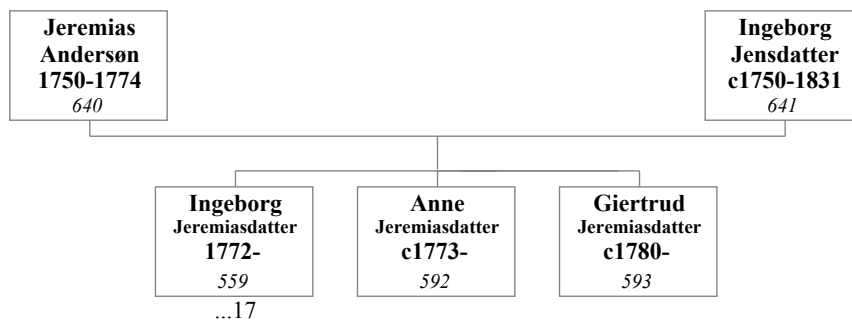 Jeremias
Andersøn
1750-1774
640
Ingeborg
Jensdatter
c1750-1831
641
Ingeborg
Jeremiasdatter
1772-
559
...17
Anne
Jeremiasdatter
c1773-
592
Giertrud
Jeremiasdatter
c1780-
593